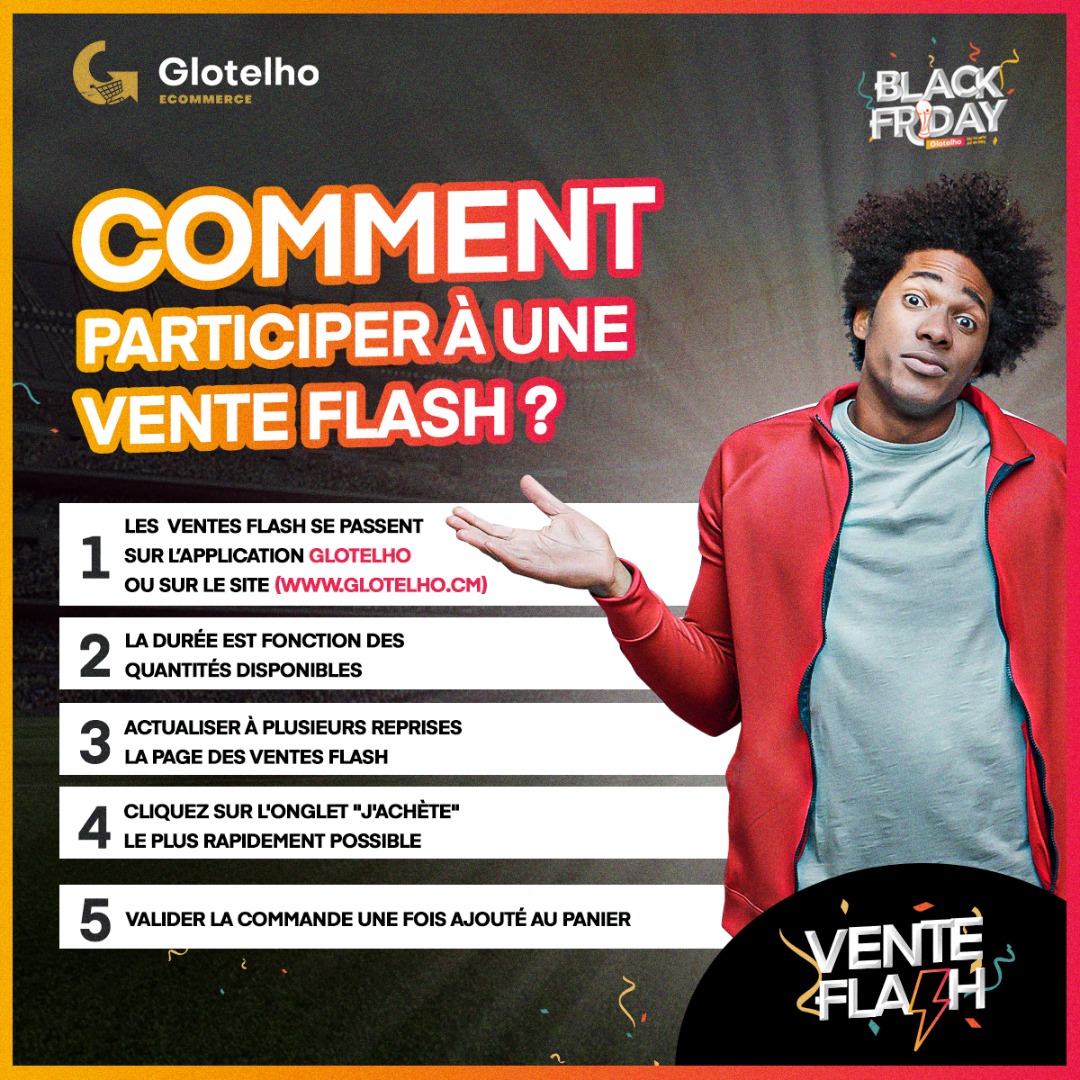 Glotelho
ECOMMERCE
BLACK
FRIDAY
Glotelho
COMMENT
PARTICIPER À UNE
VENTE FLASH ?
1
LES VENTES FLASH SE PASSENT
SUR L'APPLICATION GLOTELHO
OU SUR LE SITE (WWW.GLOTELHO.CM)
2
LA DURÉE EST FONCTION DES
QUANTITÉS DISPONIBLES
3
ACTUALISER À PLUSIEURS REPRISES
LA PAGE DES VENTES FLASH
4
CLIQUEZ SUR L'ONGLET "J'ACHÈTE"
LE PLUS RAPIDEMENT POSSIBLE
5
VALIDER LA COMMANDE UNE FOIS AJOUTÉ AU PANIER
VENTE
FLASH